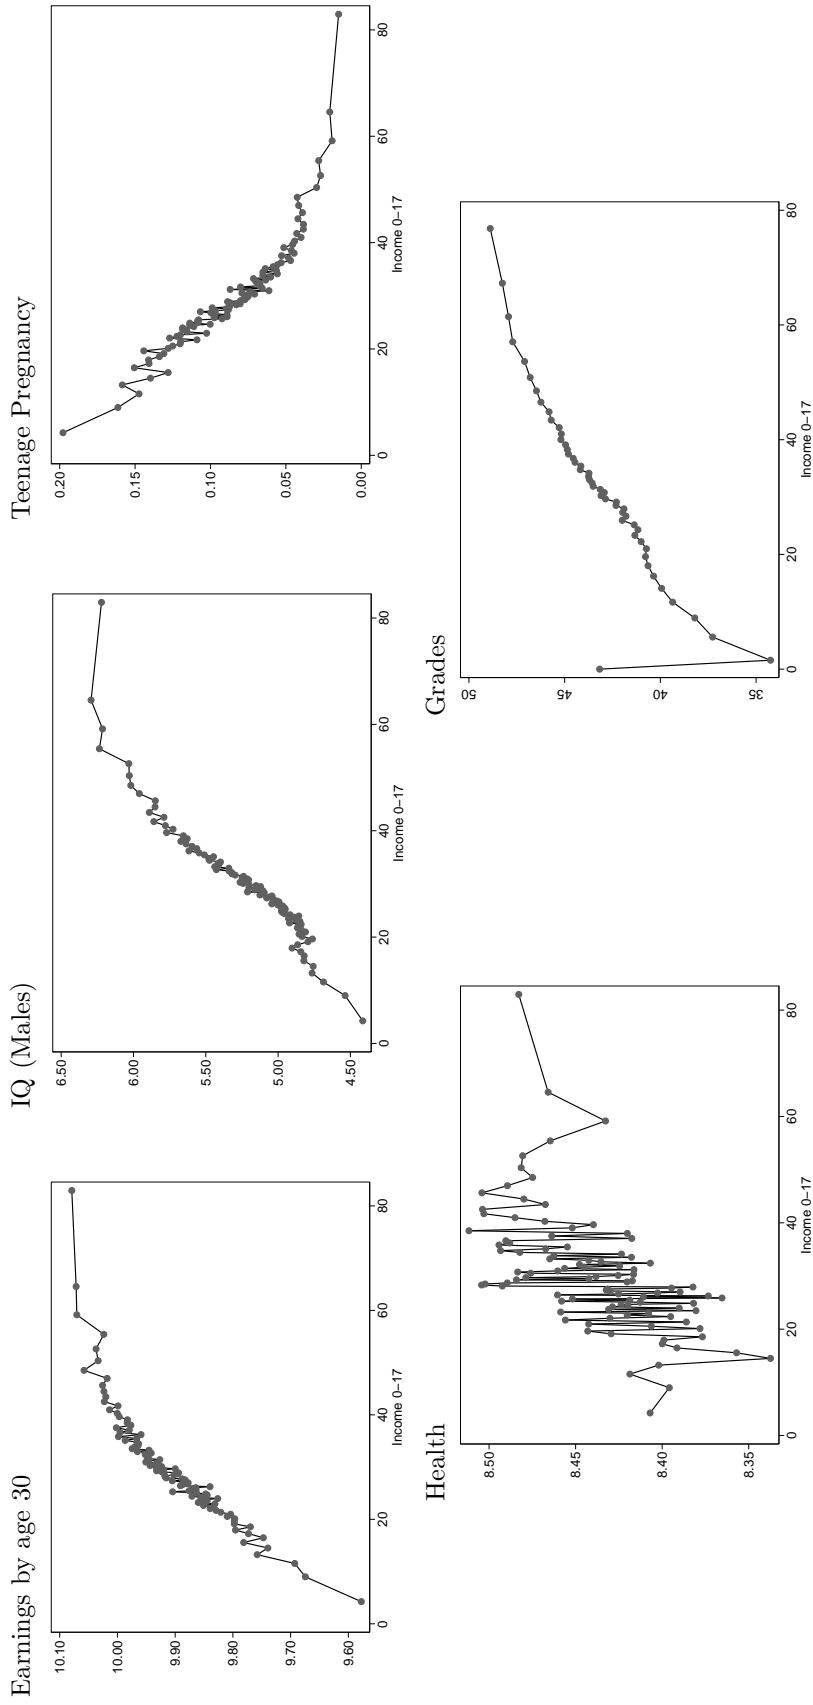 Earnings by age 30
10.10
10.00
9.90
9.80
9.70
9.60
0 20 40 60 80
Income 0–17
IQ (Males)
6.50
6.00
5.50
5.00
4.50
0 20 40 60 80
Income 0–17
Teenage Pregnancy
0.20
0.15
0.10
0.05
0.00
0 20 40 60 80
Income 0–17
Health
8.50
8.45
8.40
8.35
0 20 40 60 80
Income 0–17
Grades
50
45
40
35
0 20 40 60 80
Income 0–17